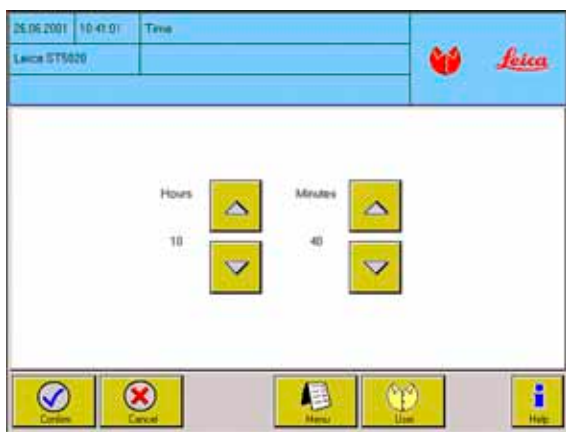 26.06.2001 10:41:01 Time
Leica ST5020
Leica
Hours Minutes
10 40
Confirm Cancel Menu User Help